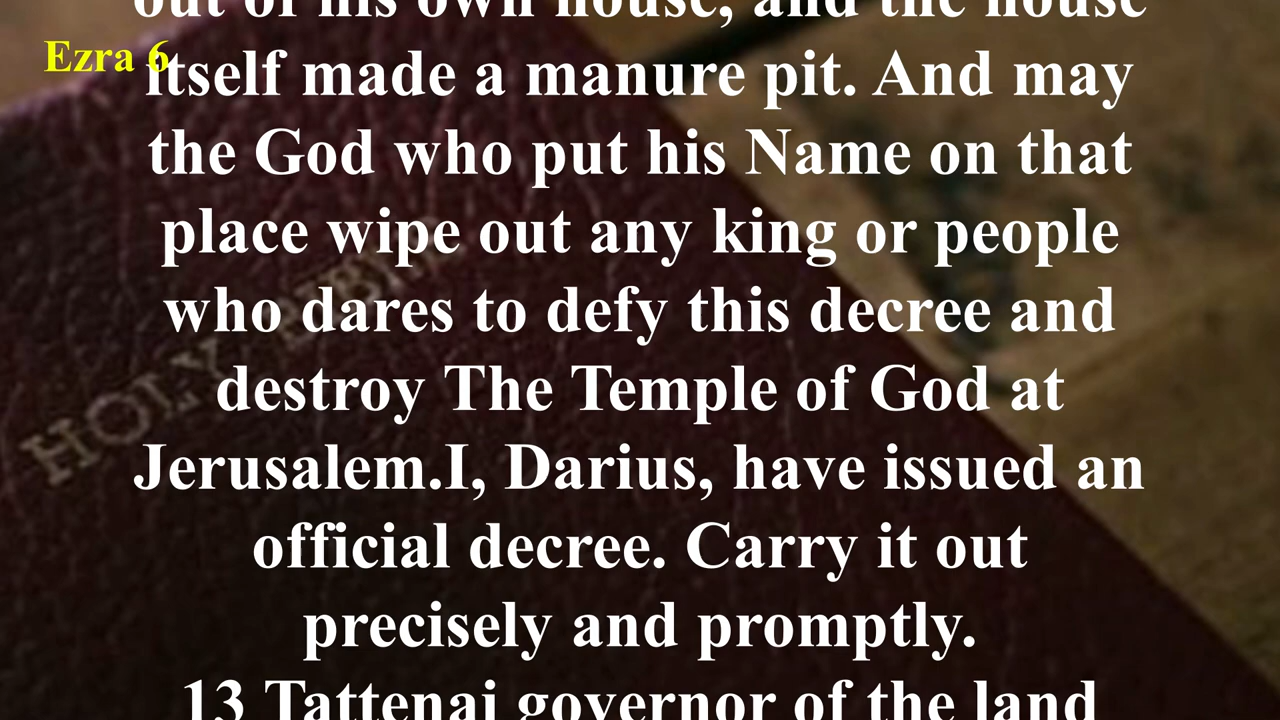 out of his own house, and the house
Ezra 6
itself made a manure pit. And may
the God who put his Name on that
place wipe out any king or people
who dares to defy this decree and
destroy The Temple of God at
Jerusalem.I, Darius, have issued an
official decree. Carry it out
precisely and promptly.
13 Tattenai governor of the land
HOLY BIBLE